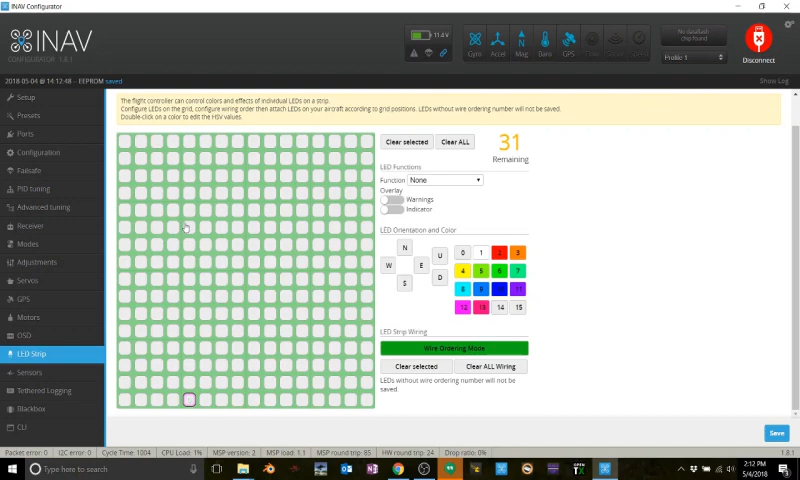 INAV Configurator
INAV
CONFIGURATOR 1.8.1
11.4 V
Gyro
Accel
Mag
Baro
GPS
No dataflash
chip found
Profile 1
Disconnect
2018-05-04 @ 14:12:48 -- EEPROM saved
Show Log
Setup
Presets
Ports
Configuration
Failsafe
PID tuning
Advanced tuning
Receiver
Modes
Adjustments
Servos
GPS
Motors
OSD
LED Strip
Sensors
Tethered Logging
Blackbox
CLI
The flight controller can control colors and effects of individual LEDs on a strip.
Configure LEDs on the grid, configure wiring order then attach LEDs on your aircraft according to grid positions. LEDs without wire ordering number will not be saved.
Double-click on a color to edit the HSV values.
Clear selected
Clear ALL
31
Remaining
LED Functions
Function None
Overlay
Warnings
Indicator
LED Orientation and Color
N
W E
S
U
D
0 1 2 3
4 5 6 7
8 9 10 11
12 13 14 15
LED Strip Wiring
Wire Ordering Mode
Clear selected
Clear ALL Wiring
LEDs without wire ordering number will not be
saved.
Save
Packet error: 0 I2C error: 0 Cycle Time: 1004 CPU Load: 1% MSP version: 2 MSP load: 1.1 MSP round trip: 85 HW round trip: 24 Drop ratio: 0% 1.8.1
Type here to search
OPEN
TX
2:12 PM
5/4/2018
3